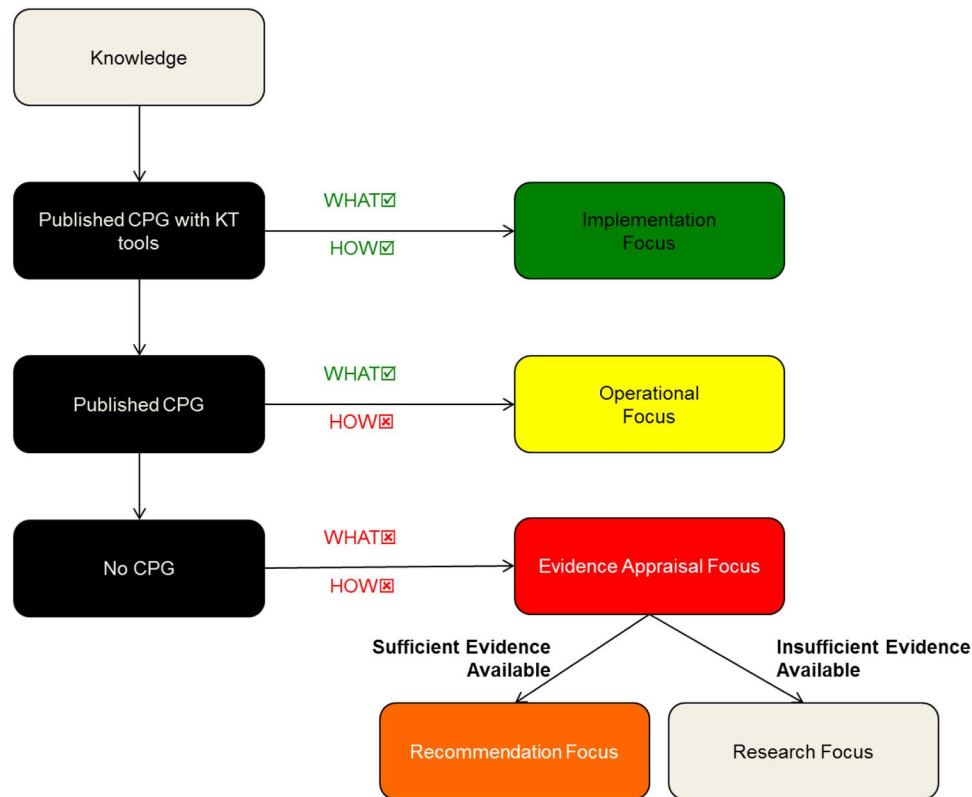 Knowledge
Published CPG with KT
tools
WHAT☑
HOW☑
Implementation
Focus
Published CPG
WHAT☑
HOW☒
Operational
Focus
No CPG
WHAT☒
HOW☒
Evidence Appraisal Focus
Sufficient Evidence
Available
Insufficient Evidence
Available
Recommendation Focus
Research Focus